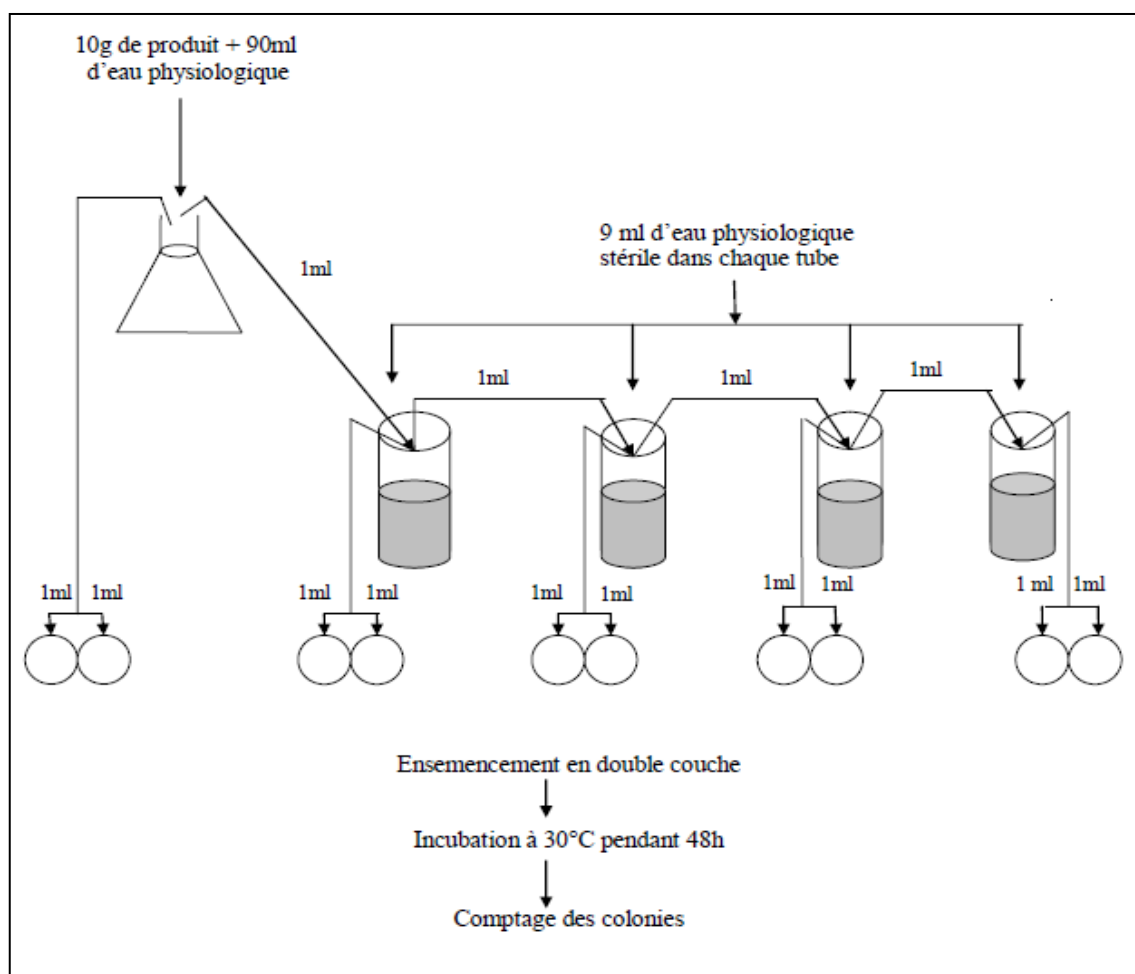 10g de produit + 90ml
d'eau physiologique
9 ml d'eau physiologique
stérile dans chaque tube
1ml
1ml
1ml
1ml
1ml 1ml
1ml 1ml
1ml 1ml
1ml 1ml
1 ml 1ml
Ensemencement en double couche
Incubation à 30°C pendant 48h
Comptage des colonies